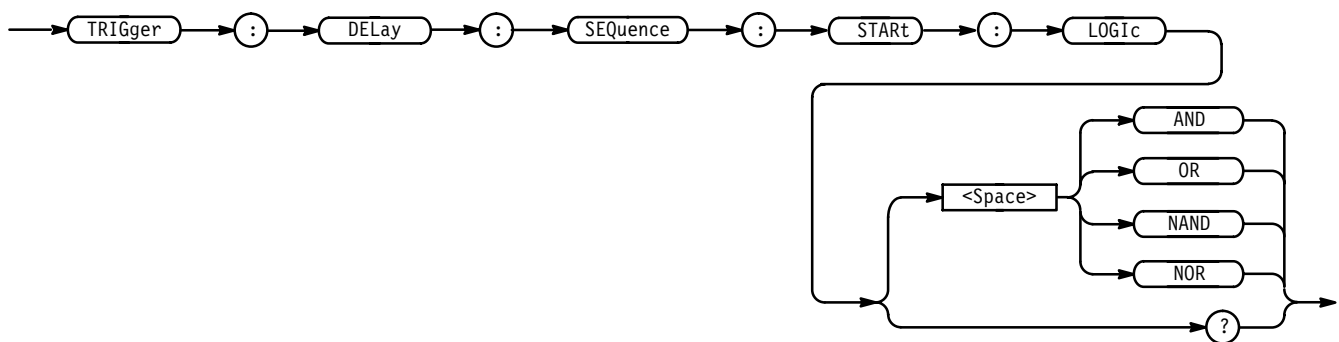 TRIGger : DELay : SEQuence : STARt : LOGIc
AND
OR
<Space>
NAND
NOR
?